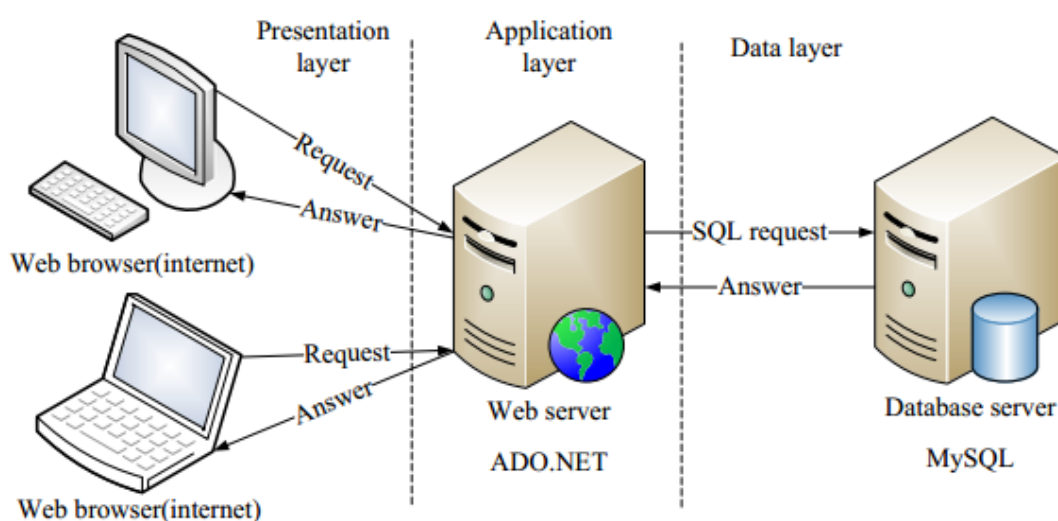 Presentation
layer
Application
layer
Data layer
Request
Answer
Web browser(internet)
Request
Answer
Web browser(internet)
SQL request
Answer
Web server
ADO.NET
Database server
MySQL